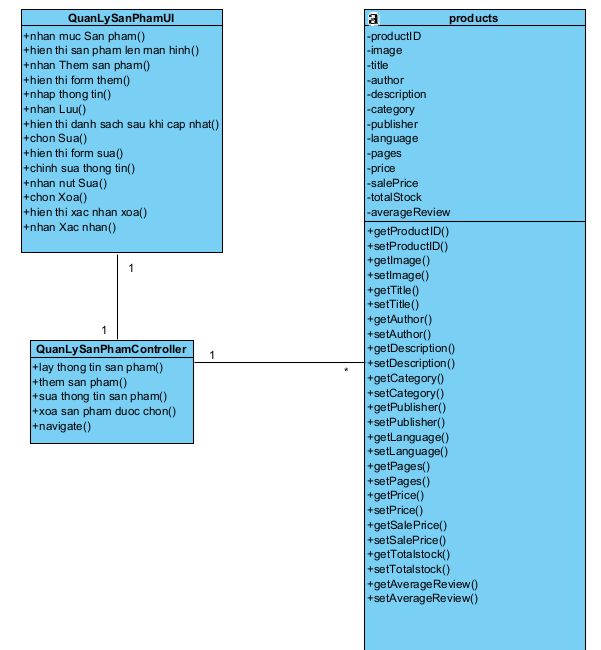 QuanLySanPhamUI
+nhan muc San pham()
+hien thi san pham len man hinh()
+nhan Them san pham()
+hien thi form them()
+nhap thong tin()
+nhan Luu()
+hien thi danh sach sau khi cap nhat()
+chon Sua()
+hien thi form sua()
+chinh sua thong tin()
+nhan nut Sua()
+chon Xoa()
+hien thi xac nhan xoa()
+nhan Xac nhan()
1
1
QuanLySanPhamController
+lay thong tin san pham()
+them san pham()
+sua thong tin san pham()
+xoa san pham duoc chon()
+navigate()
1
*
a
products
-productID
-image
-title
-author
-description
-category
-publisher
-language
-pages
-price
-salePrice
-totalStock
-averageReview
+getProductID()
+setProductID()
+getImage()
+setImage()
+getTitle()
+setTitle()
+getAuthor()
+setAuthor()
+getDescription()
+setDescription()
+getCategory()
+setCategory()
+getPublisher()
+setPublisher()
+getLanguage()
+setLanguage()
+getPages()
+setPages()
+getPrice()
+setPrice()
+getSalePrice()
+setSalePrice()
+getTotalstock()
+setTotalstock()
+getAverageReview()
+setAverageReview()